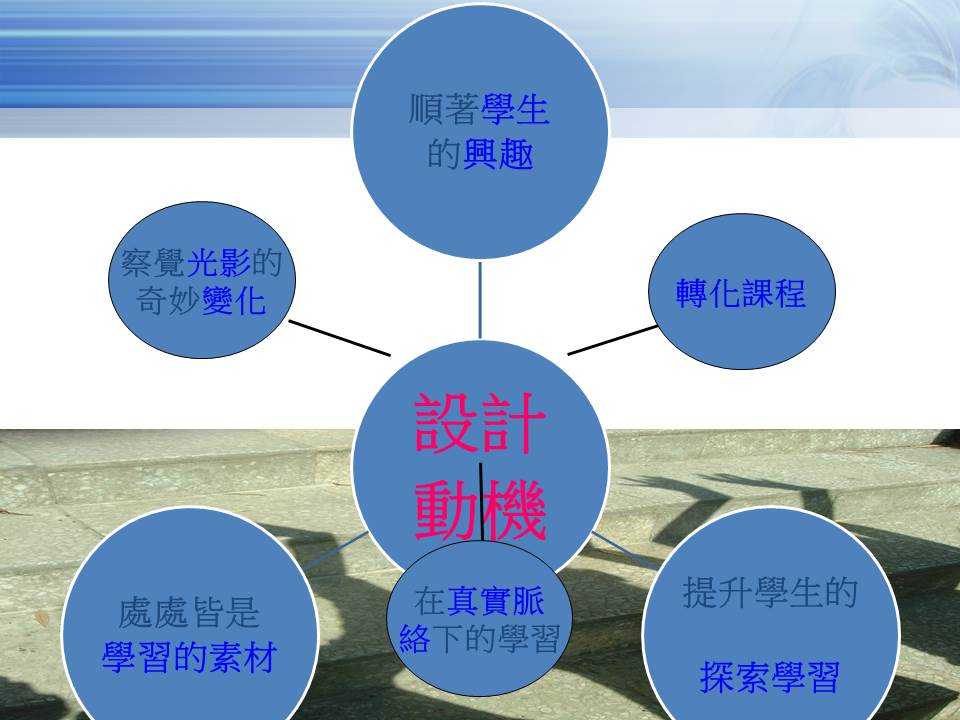 順著學生
的興趣
察覺光影的
奇妙變化
轉化課程
設計
動機
處處皆是
學習的素材
在真實脈
絡下的學習
提升學生的
探索學習